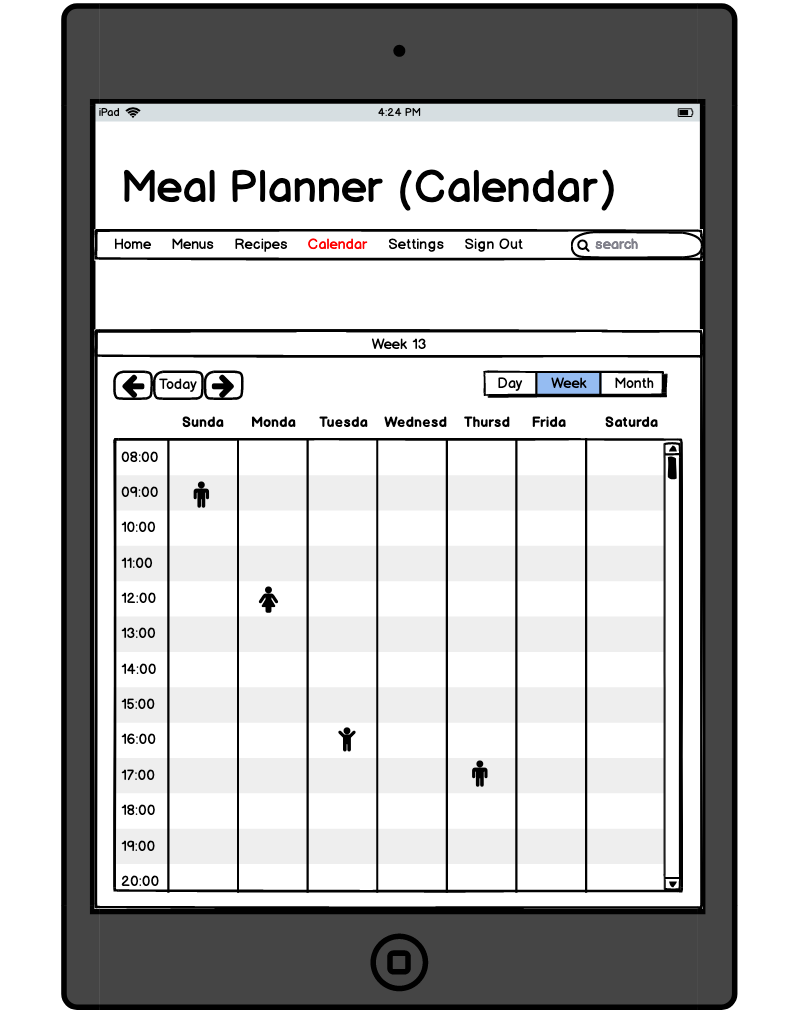 iPad 4:24 PM
Meal Planner (Calendar)
Home Menus Recipes Calendar Settings Sign Out search
Week 13
Today Day Week Month
Sunda Monda Tuesda Wednesd Thursd Frida Saturda
08:00
09:00
10:00
11:00
12:00
13:00
14:00
15:00
16:00
17:00
18:00
19:00
20:00